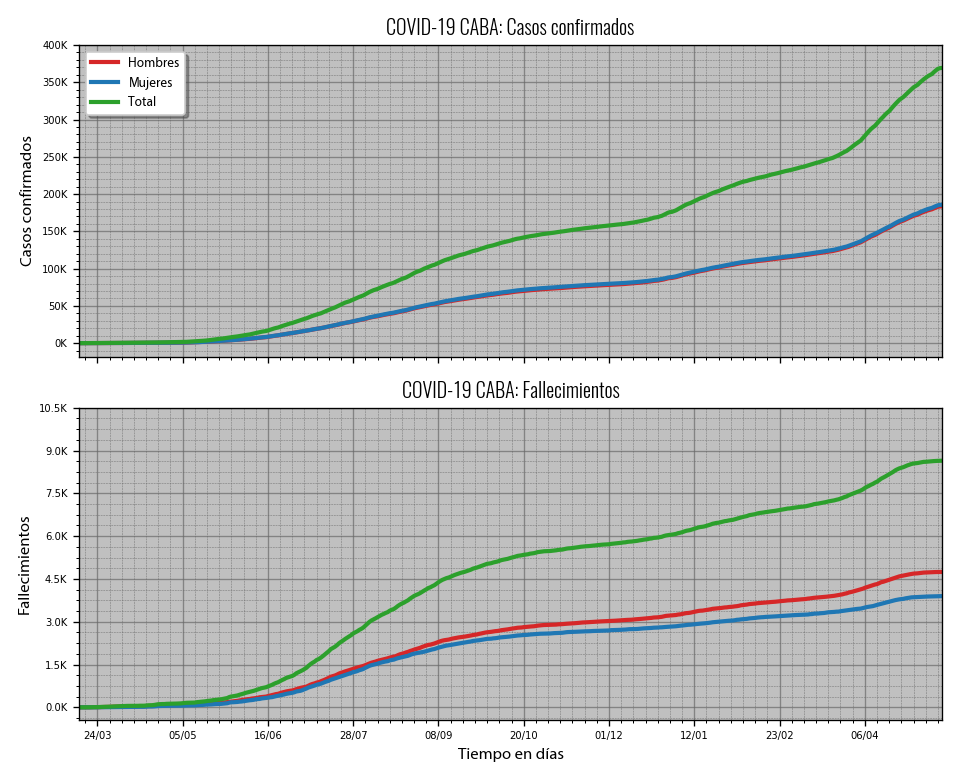 COVID-19 CABA: Casos confirmados
400K
350K
300K
250K
200K
150K
100K
50K
0K
Casos confirmados
Hombres
Mujeres
Total
COVID-19 CABA: Fallecimientos
10.5K
9.0K
7.5K
6.0K
4.5K
3.0K
1.5K
0.0K
Fallecimientos
24/03 05/05 16/06 28/07 08/09 20/10 01/12 12/01 23/02 06/04
Tiempo en días